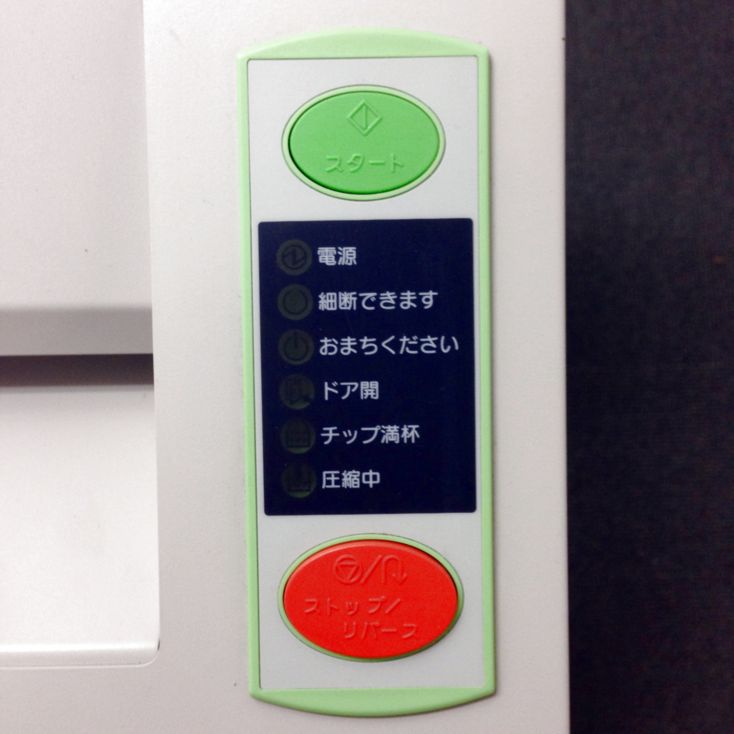 スタート
電源
細断できます
おまちください
ドア開
チップ満杯
圧縮中
ストップ/
リバース